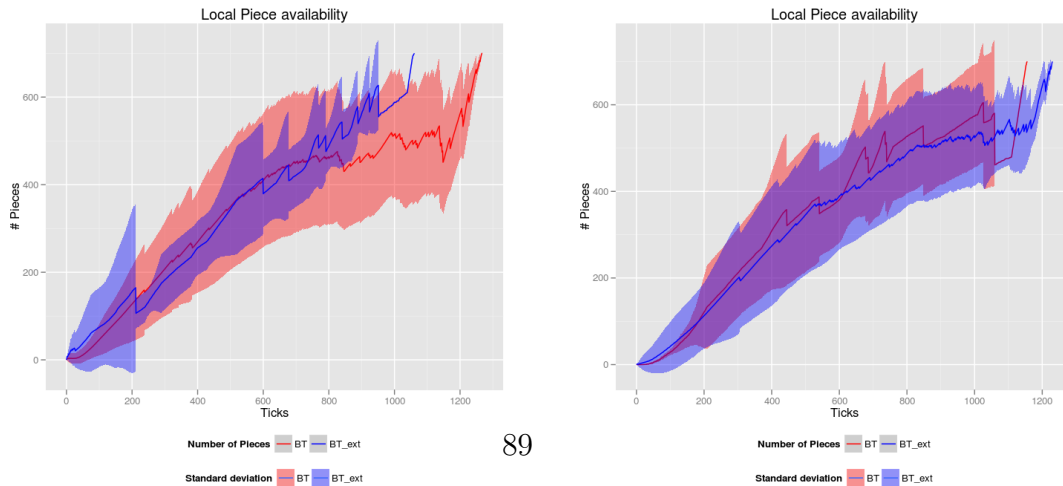 Local Piece availability
# Pieces
600
400
200
0
0 200 400 600 800 1000 1200
Ticks
Number of Pieces BT BT_ext
Standard deviation BT BT_ext
89
Local Piece availability
# Pieces
600
400
200
0
0 200 400 600 800 1000 1200
Ticks
Number of Pieces BT BT_ext
Standard deviation BT BT_ext